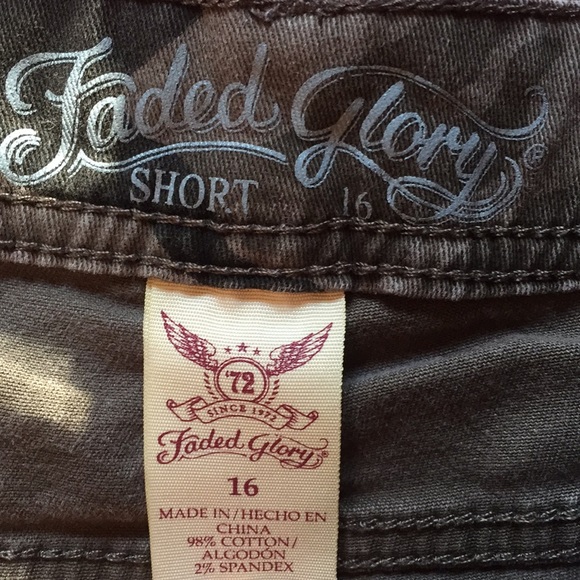 Faded Glory®
SHORT 16
'72
SINCE 1972
Faded Glory®
16
MADE IN/HECHO EN
CHINA
98% COTTON/
ALGODÓN
2% SPANDEX